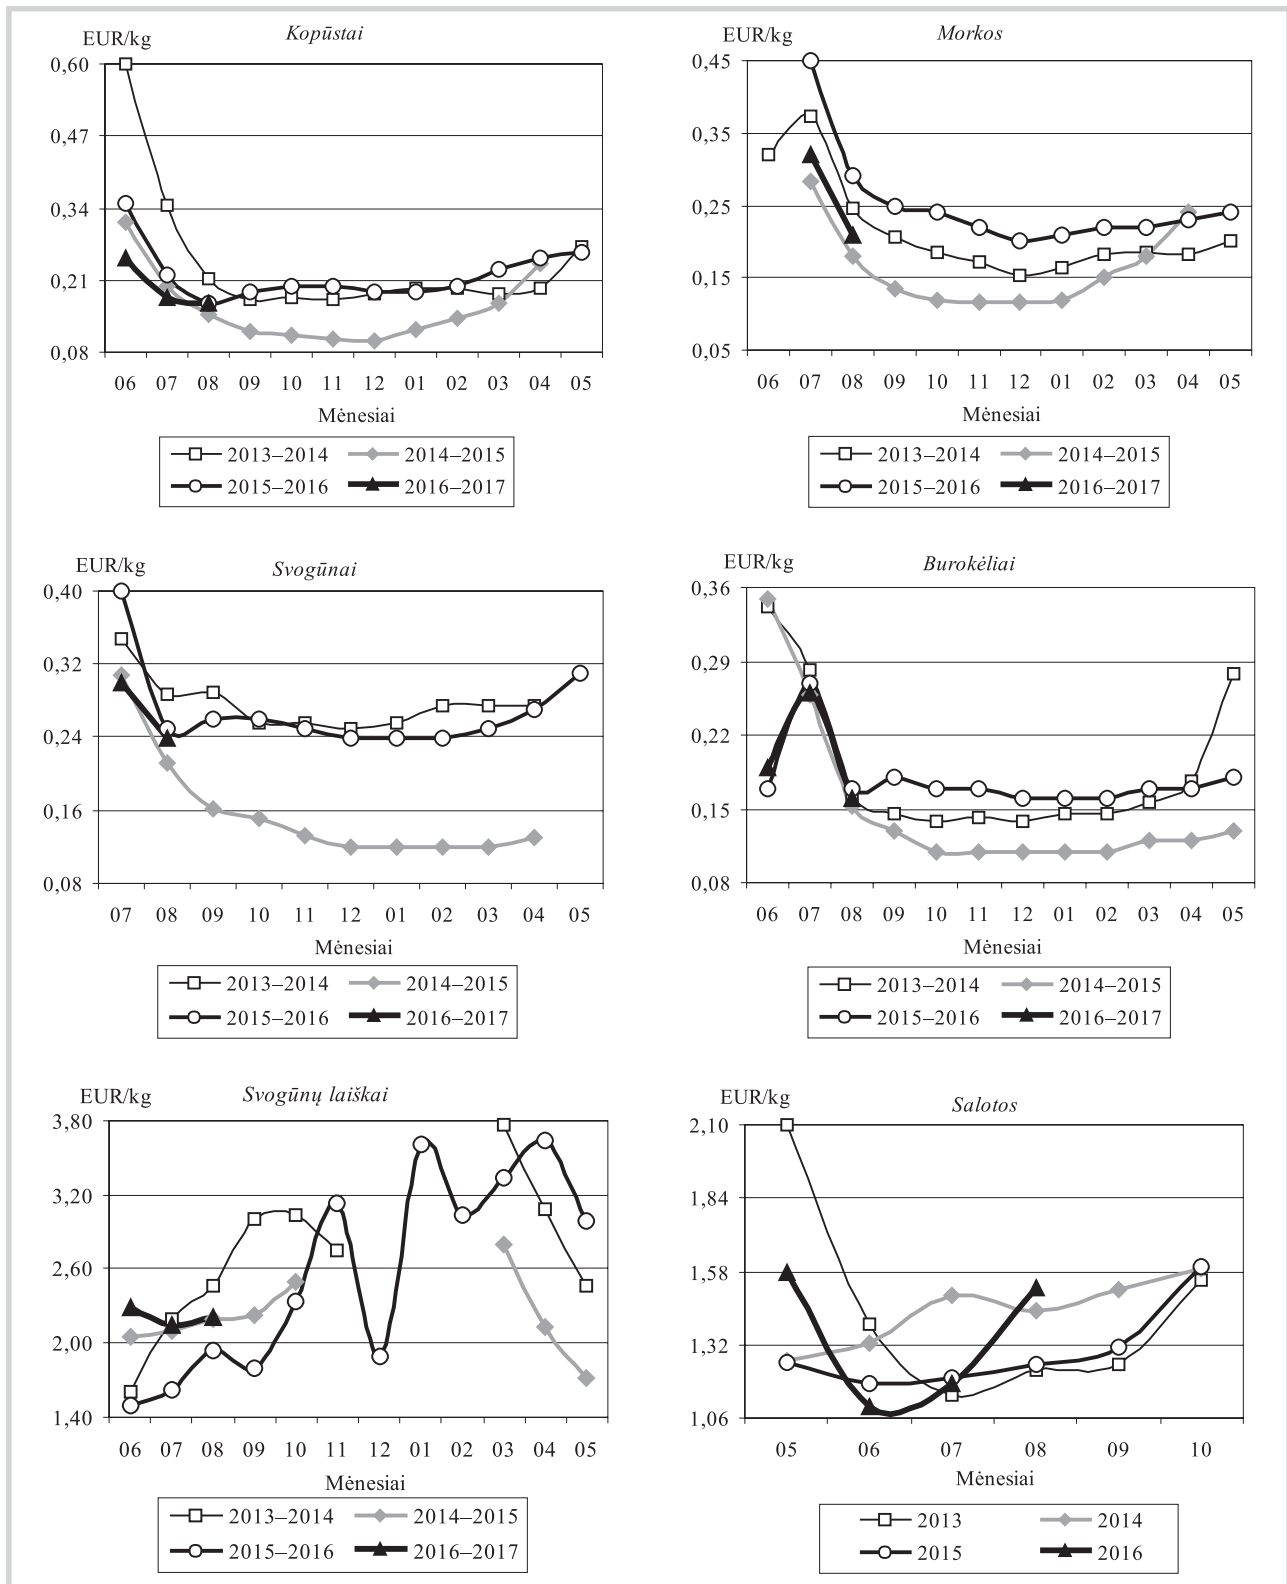 Kopūstai
EUR/kg
0,60
0,47
0,34
0,21
0,08
06 07 08 09 10 11 12 01 02 03 04 05
Mėnesiai
2013–2014 2014–2015
2015–2016 2016–2017
Morkos
EUR/kg
0,45
0,35
0,25
0,15
0,05
06 07 08 09 10 11 12 01 02 03 04 05
Mėnesiai
2013–2014 2014–2015
2015–2016 2016–2017
Svogūnai
EUR/kg
0,40
0,32
0,24
0,16
0,08
07 08 09 10 11 12 01 02 03 04 05
Mėnesiai
2013–2014 2014–2015
2015–2016 2016–2017
Burokėliai
EUR/kg
0,36
0,29
0,22
0,15
0,08
06 07 08 09 10 11 12 01 02 03 04 05
Mėnesiai
2013–2014 2014–2015
2015–2016 2016–2017
Svogūnų laiškai
EUR/kg
3,80
3,20
2,60
2,00
1,40
06 07 08 09 10 11 12 01 02 03 04 05
Mėnesiai
2013–2014 2014–2015
2015–2016 2016–2017
Salotos
EUR/kg
2,10
1,84
1,58
1,32
1,06
05 06 07 08 09 10
Mėnesiai
2013 2014
2015 2016